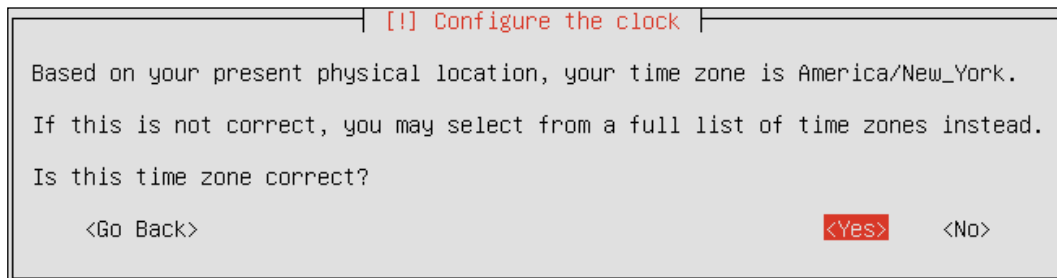 [!] Configure the clock
Based on your present physical location, your time zone is America/New_York.
If this is not correct, you may select from a full list of time zones instead.
Is this time zone correct?
<Go Back> <Yes> <No>